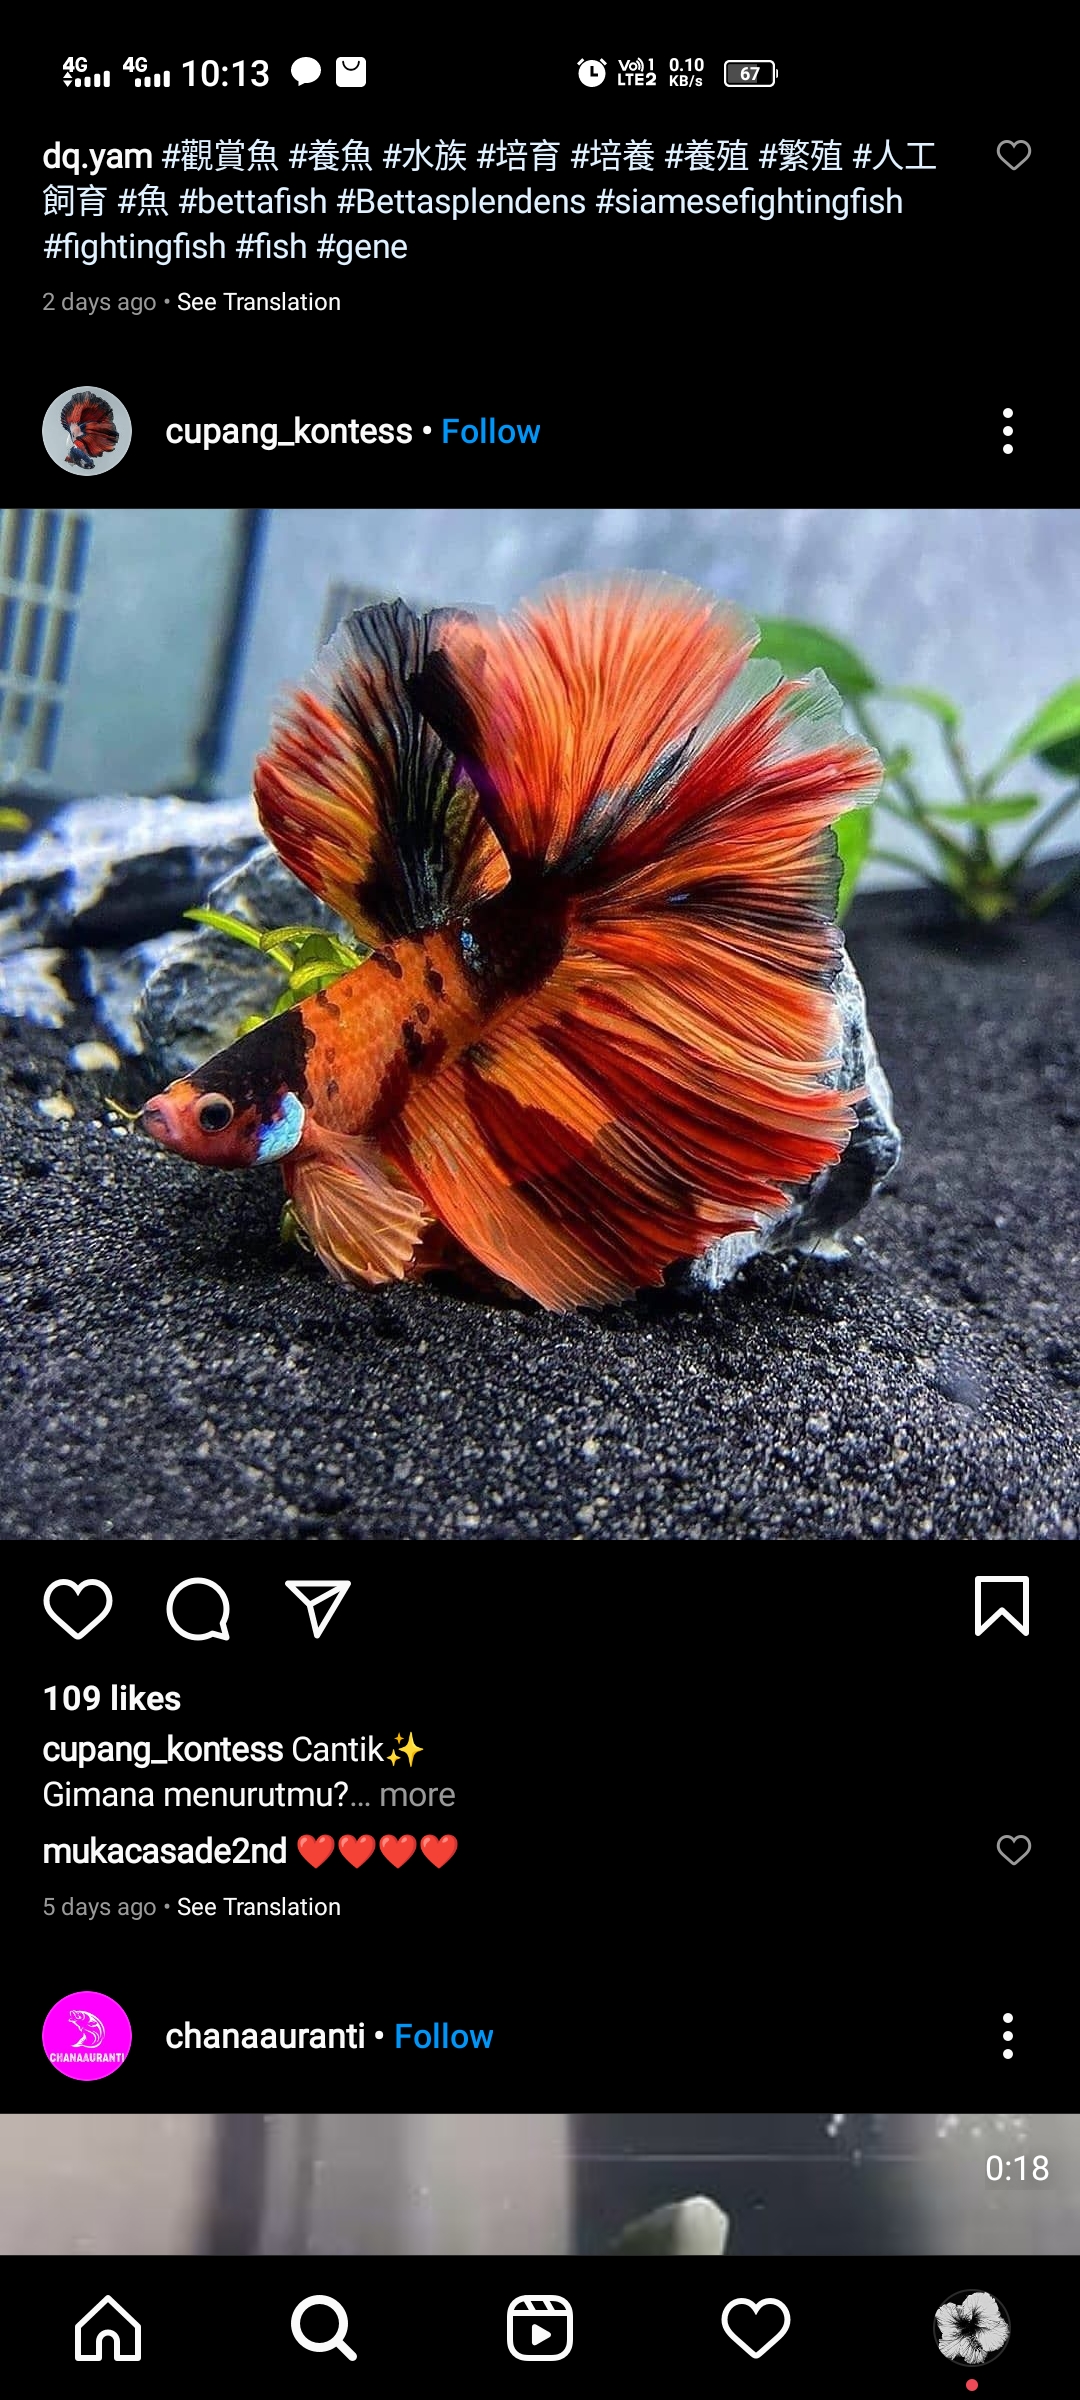 4G 4G 10:13 Vo)) 1 LTE2 0.10 KB/s 67
dq.yam #觀賞魚 #養魚 #水族 #培育 #培養 #養殖 #繁殖 #人工
飼育 #魚 #bettafish #Bettasplendens #siamesefightingfish
#fightingfish #fish #gene
2 days ago • See Translation
cupang_kontess • Follow
109 likes
cupang_kontess Cantik✨
Gimana menurutmu?... more
mukacasade2nd ❤️❤️❤️❤️
5 days ago • See Translation
CHANAAURANTI
chanaauranti • Follow
0:18